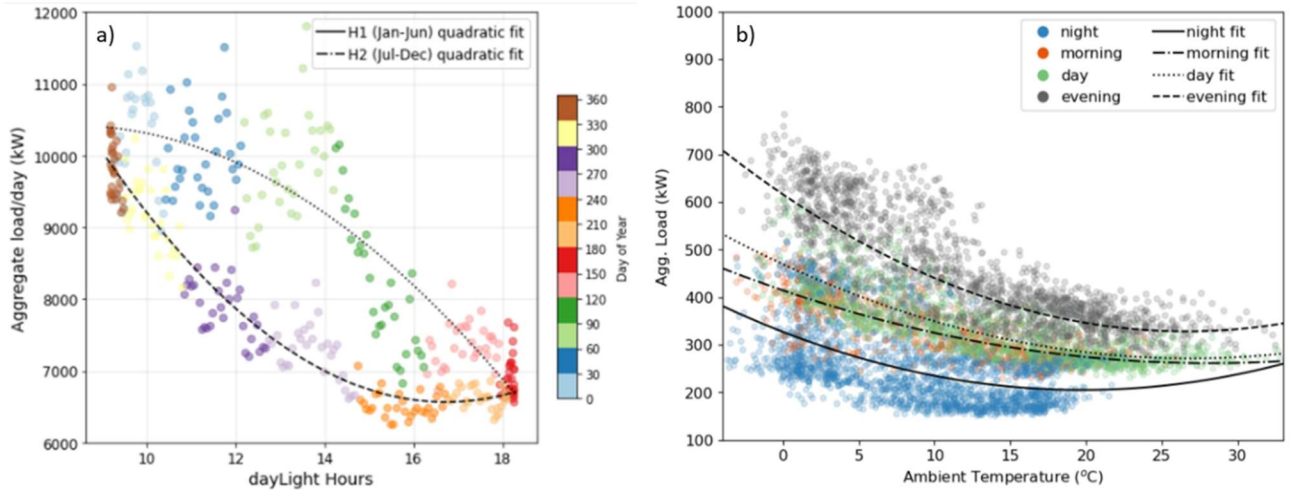 a)
H1 (Jan-Jun) quadratic fit
H2 (Jul-Dec) quadratic fit
Aggregate load/day (kW)
12000
11000
10000
9000
8000
7000
6000
10 12 14 16 18
dayLight Hours
360
330
300
270
240
210
180
150
120
90
60
30
0
Day of Year
b)
night
morning
day
evening
night fit
morning fit
day fit
evening fit
Agg. Load (kW)
1000
900
800
700
600
500
400
300
200
100
0 5 10 15 20 25 30
Ambient Temperature (°C)